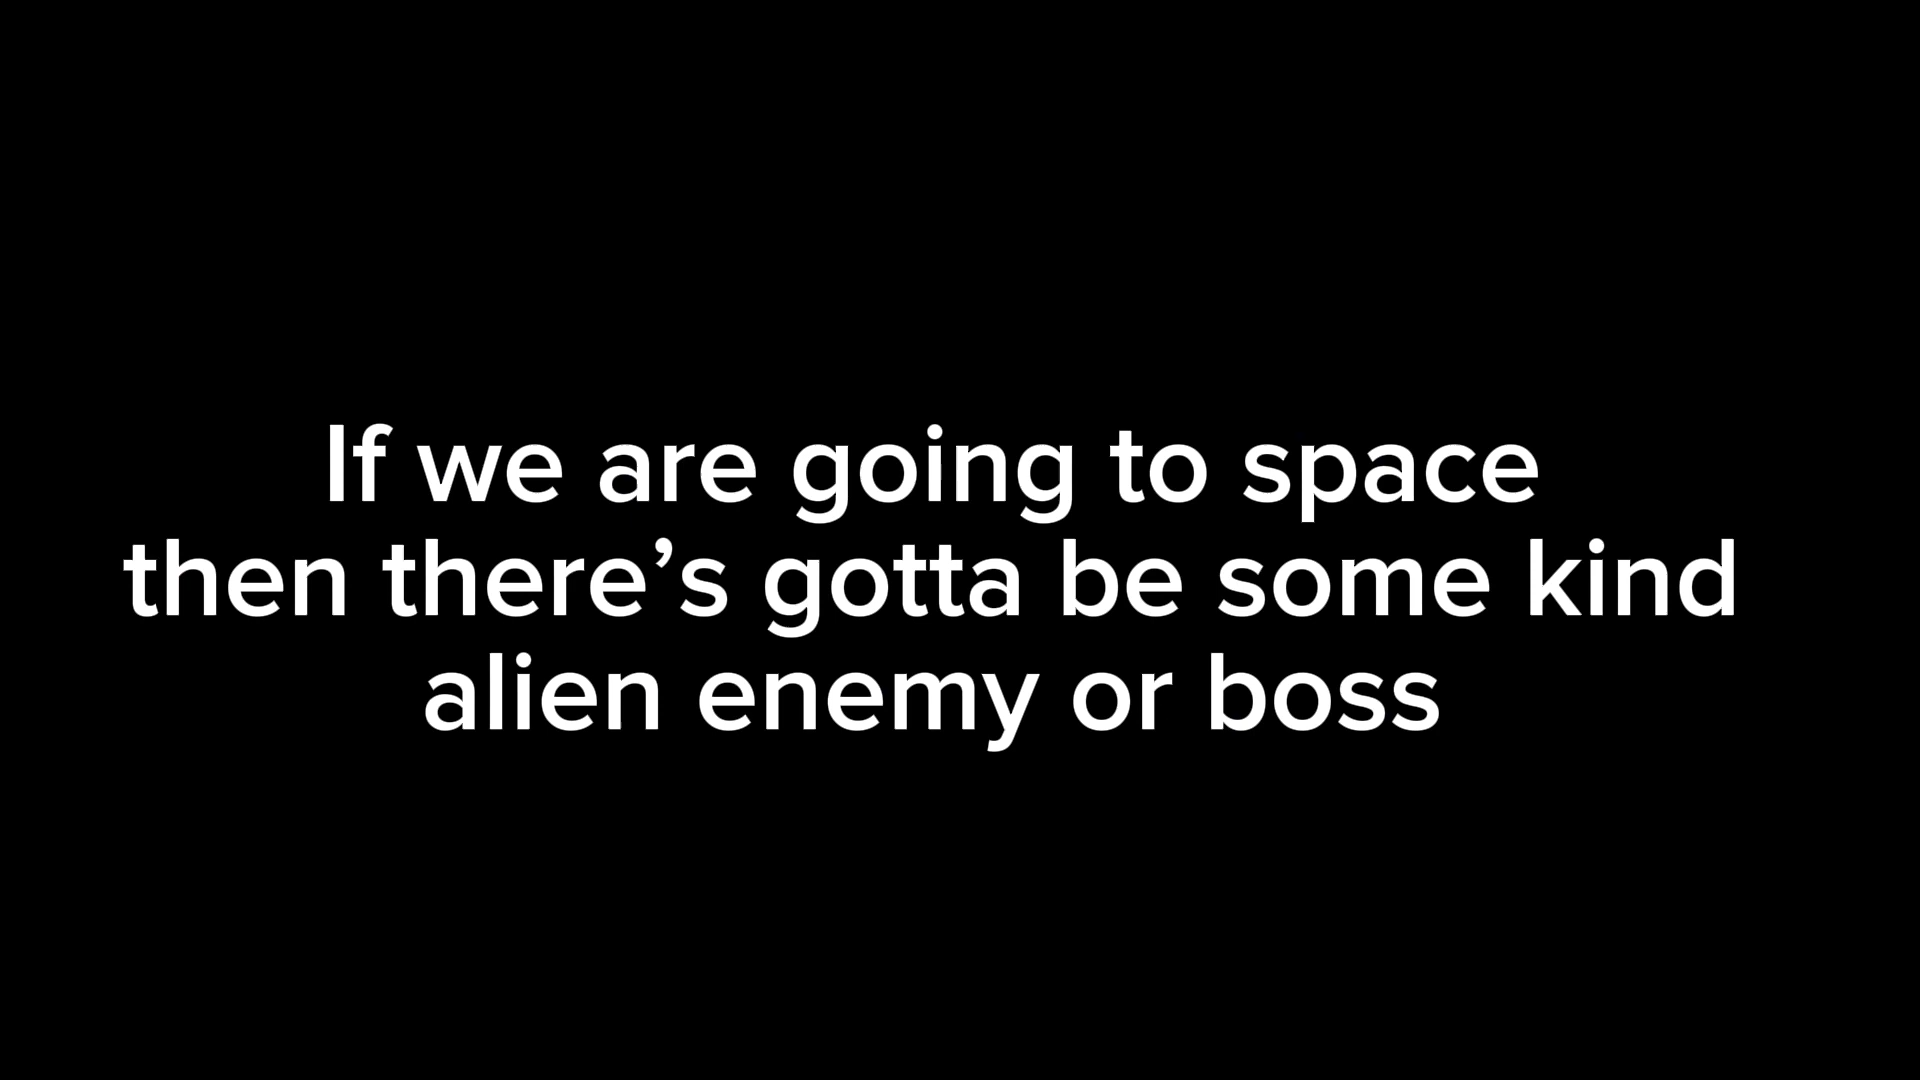 If we are going to space
then there’s gotta be some kind
alien enemy or boss